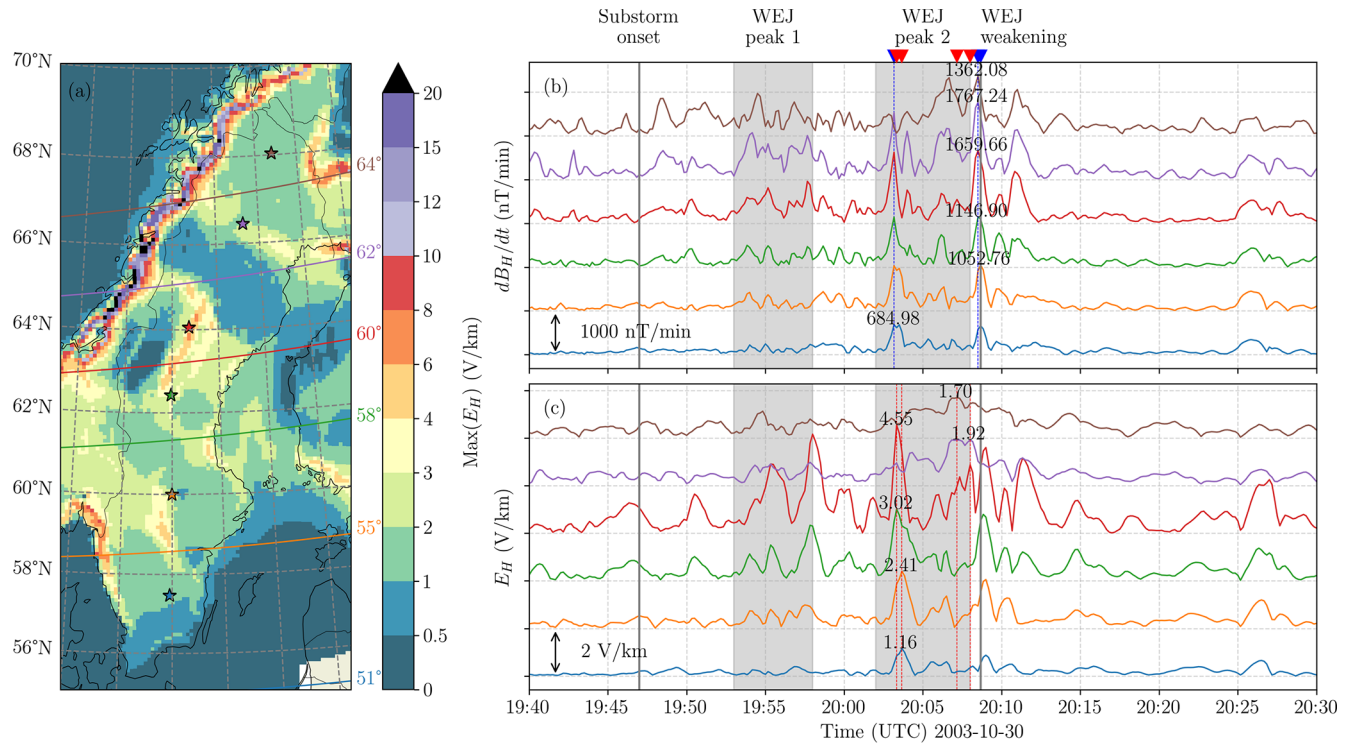 Substorm
onset
WEJ
peak 1
WEJ
peak 2
WEJ
weakening
(a)
70°N
68°N
66°N
64°N
62°N
60°N
58°N
56°N
64°
62°
60°
58°
55°
51°
20
15
12
10
8
6
4
3
2
1
0.5
0
Max(E_H) (V/km)
(b)
dB_H/dt (nT/min)
1362.08
1767.24
1659.66
1146.90
1052.76
684.98
1000 nT/min
(c)
E_H (V/km)
1.70
4.55
1.92
3.02
2.41
1.16
2 V/km
19:40
19:45
19:50
19:55
20:00
20:05
20:10
20:15
20:20
20:25
20:30
Time (UTC) 2003-10-30